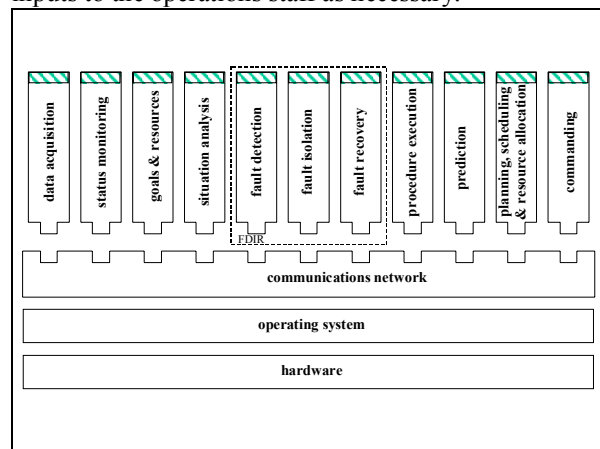 inputs to the operations staff as necessary.
data acquisition
status monitoring
goals & resources
situation analysis
fault detection
fault isolation
fault recovery
procedure execution
prediction
planning, scheduling
& resource allocation
commanding
FDIR
communications network
operating system
hardware